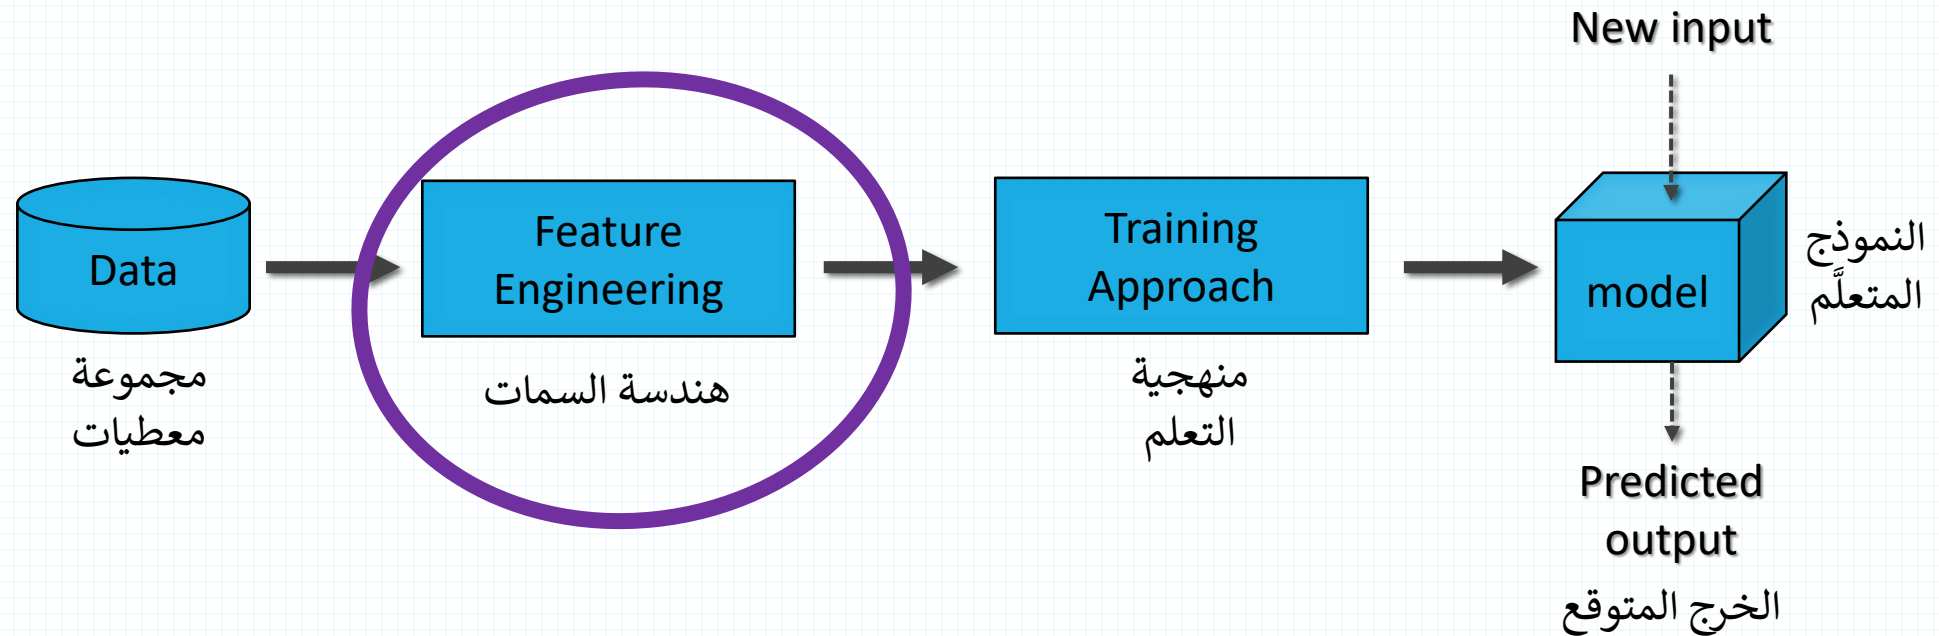 New input
Data
مجموعة
معطيات
Feature
Engineering
هندسة السمات
Training
Approach
منهجية
التعلم
model
النموذج
المتعلَّم
Predicted
output
الخرج المتوقع